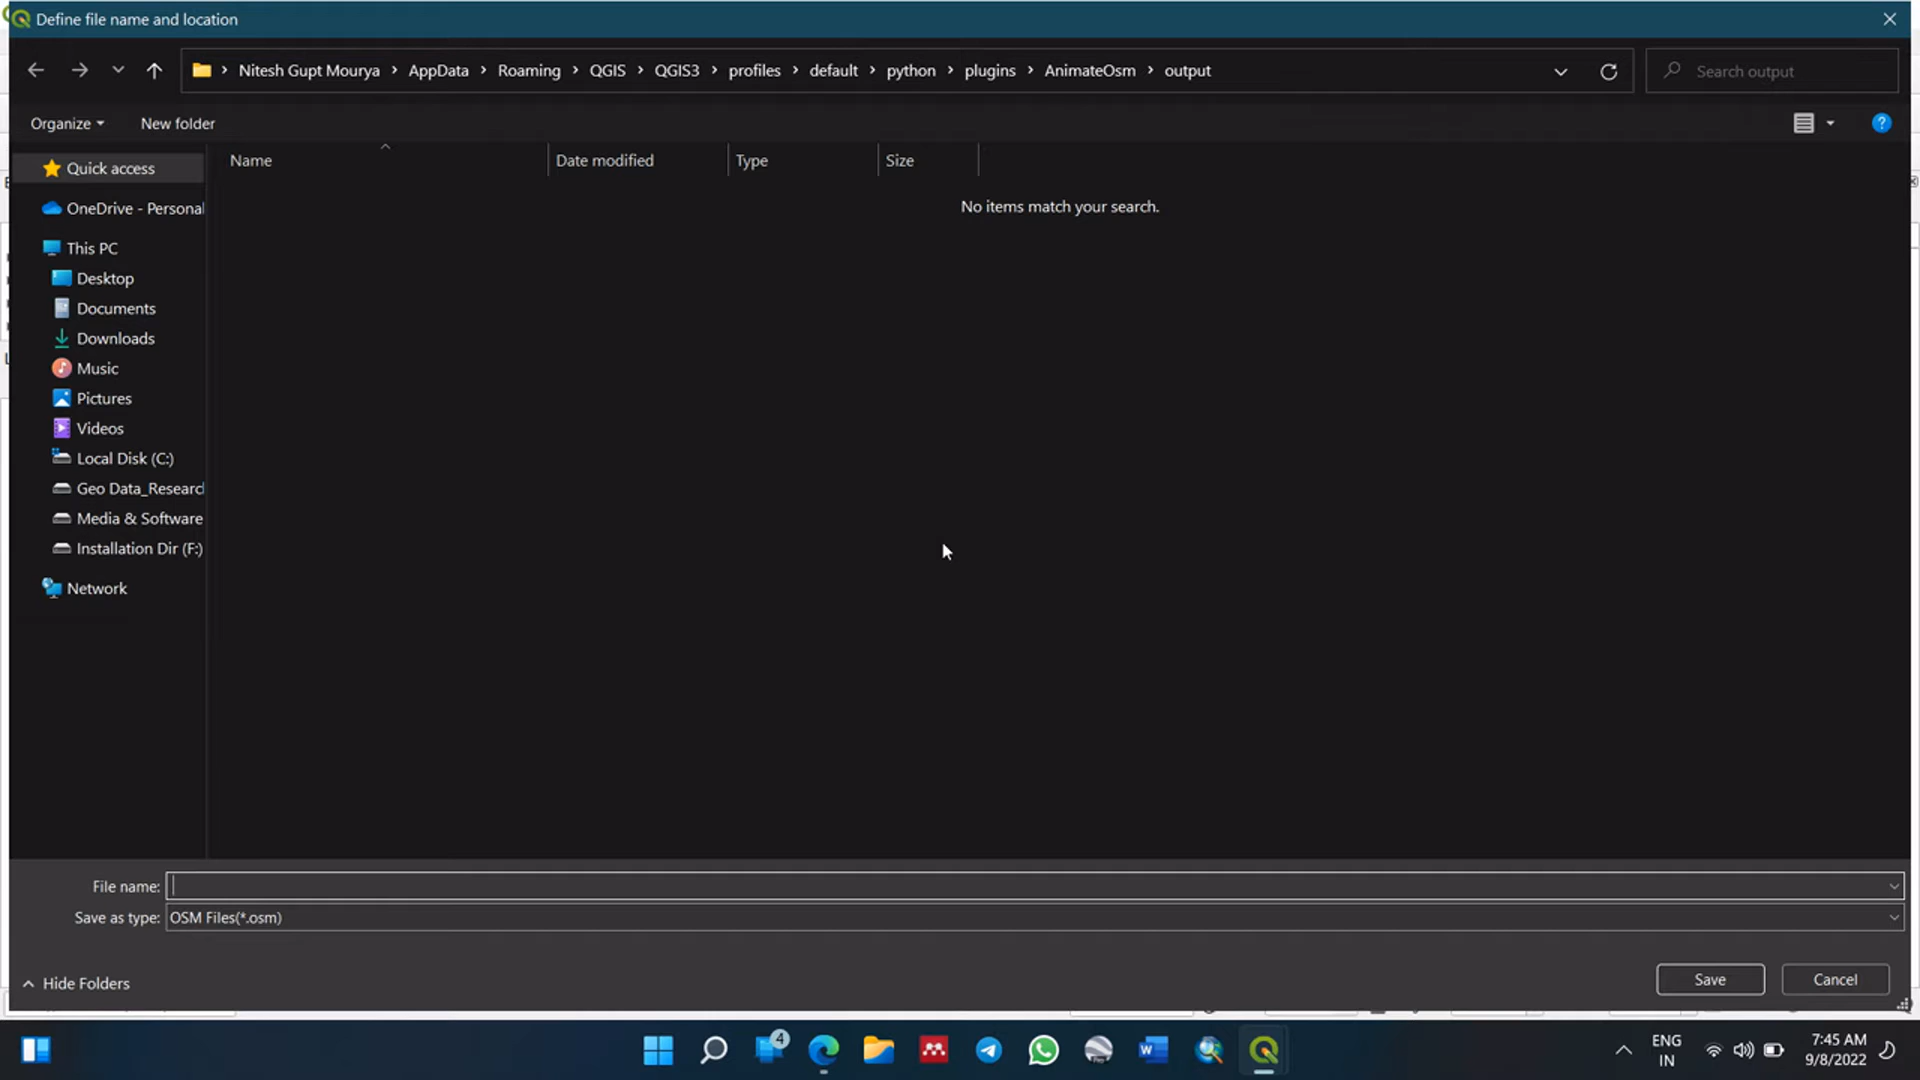 Define file name and location
Nitesh Gupt Mourya > AppData > Roaming > QGIS > QGIS3 > profiles > default > python > plugins > AnimateOsm > output
Search output
Organize
New folder
Name
Date modified
Type
Size
Quick access
No items match your search.
OneDrive - Personal
This PC
Desktop
Documents
Downloads
Music
Pictures
Videos
Local Disk (C:)
Geo Data_Researc
Media & Software
Installation Dir (F:)
Network
File name:
Save as type: OSM Files(*.osm)
Hide Folders
Save
Cancel
4
ENG
IN
7:45 AM
9/8/2022